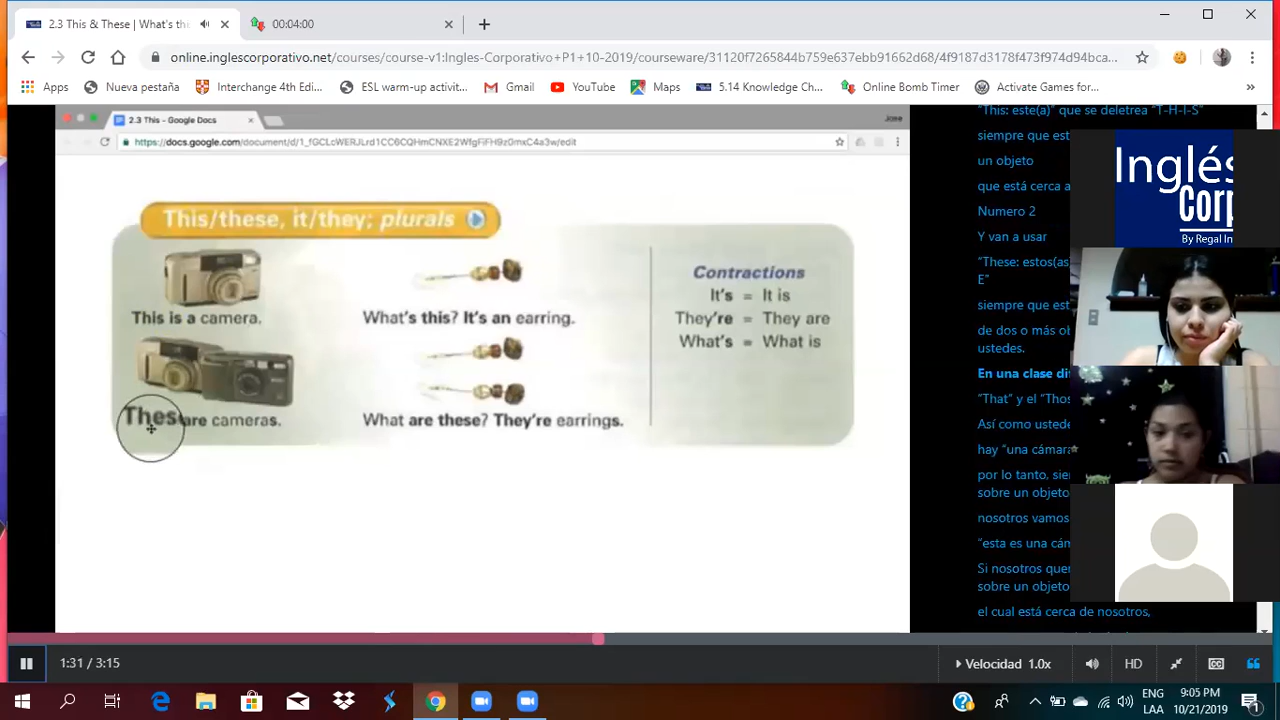 2.3 This & These | What's the
00:04:00
online.inglescorporativo.net/courses/course-v1:Ingles-Corporativo+P1+10-2019/courseware/31120f7265844b759e637ebb91662d68/4f9187d3178f473f974d94bca...
Apps
Nueva pestaña
Interchange 4th Edi...
ESL warm-up activit...
Gmail
YouTube
Maps
5.14 Knowledge Ch...
Online Bomb Timer
Activate Games for...
»
2.3 This - Google Docs
Jose
This/these, it/they; plurals
This is a camera.
These are cameras.
What's this? It's an earring.
What are these? They're earrings.
Contractions
It's = It is
They're = They are
What's = What is
"This: este(a)" que se deletrea "T-H-I-S"
siempre que est
un objeto
que está cerca a
Numero 2
Y van a usar
"These: estos(as
E"
siempre que est
de dos o más ob
ustedes.
En una clase dif
"That" y el "Thos
Así como ustede
hay "una cámara
por lo tanto, sien
sobre un objeto
nosotros vamos
"esta es una cám
Si nosotros quer
sobre un objeto
el cual está cerca de nosotros,
Inglés
Corp
By Regal In
1:31 / 3:15
Velocidad 1.0x
HD
ENG
LAA
9:05 PM
10/21/2019